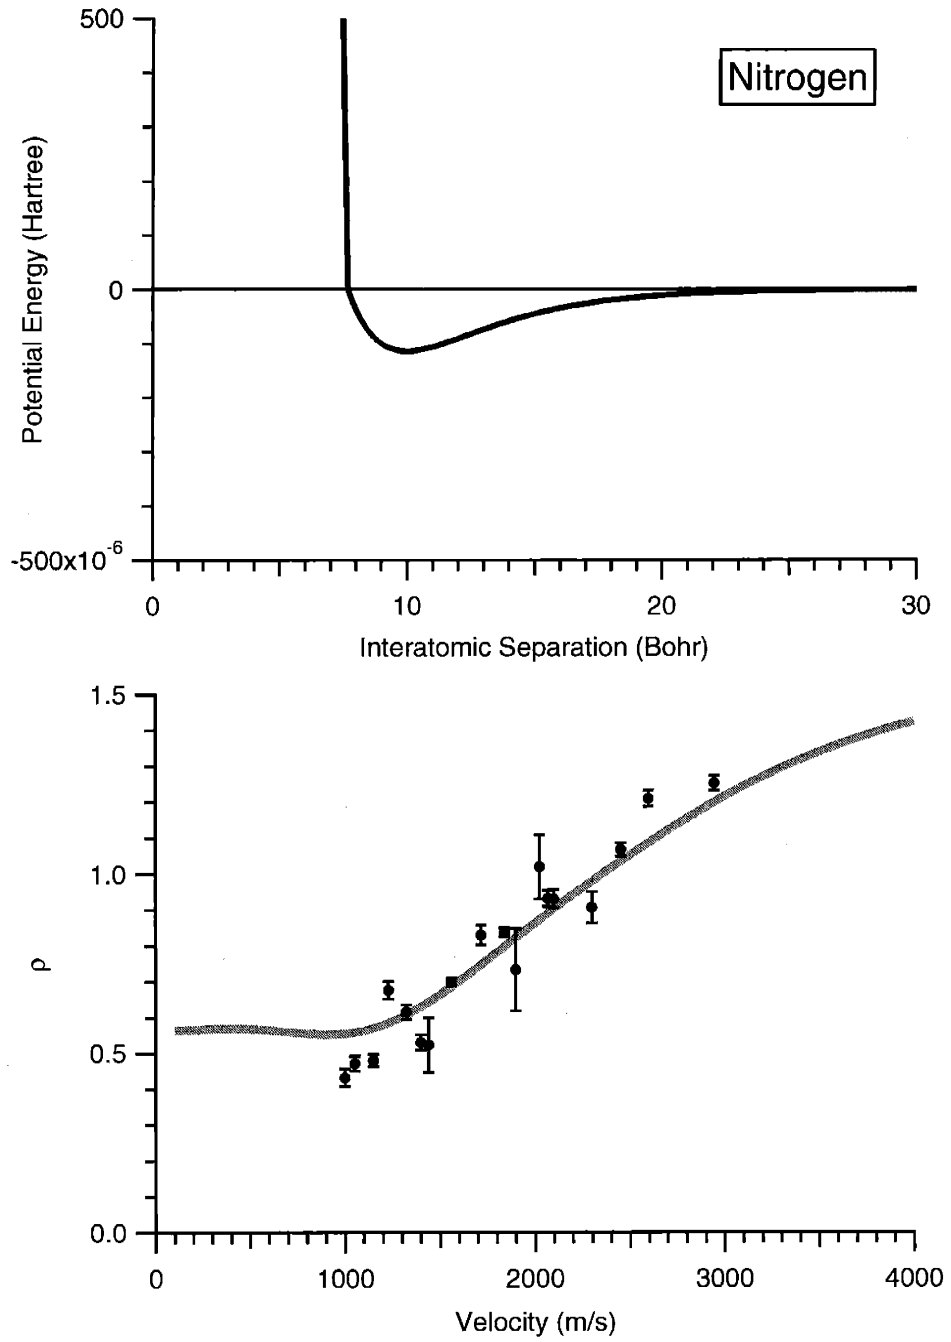 500
Nitrogen
Potential Energy (Hartree)
0
-500x10-6
0 10 20 30
Interatomic Separation (Bohr)
1.5
1.0
ρ
0.5
0.0
0 1000 2000 3000 4000
Velocity (m/s)